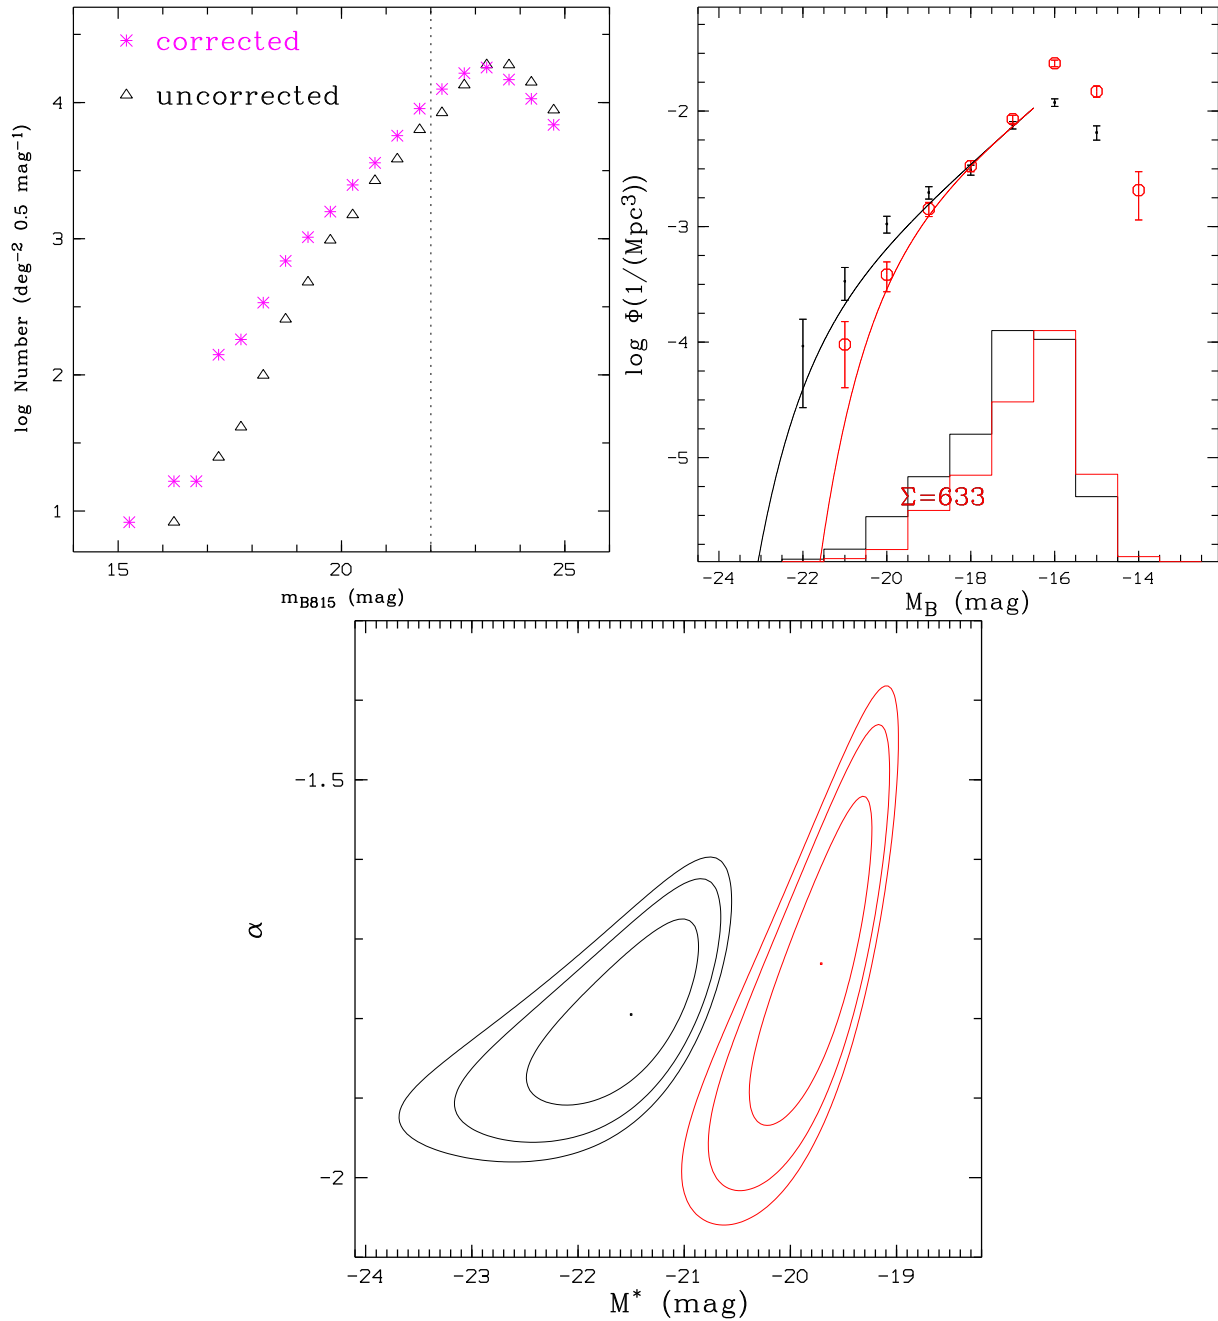 corrected
uncorrected
log Number (deg⁻² 0.5 mag⁻¹)
4
3
2
1
15
20
25
m_B815 (mag)
log Φ(1/(Mpc³))
-2
-3
-4
-5
Σ=633
-24
-22
-20
-18
-16
-14
M_B (mag)
α
-1.5
-2
-24
-23
-22
-21
-20
-19
M* (mag)